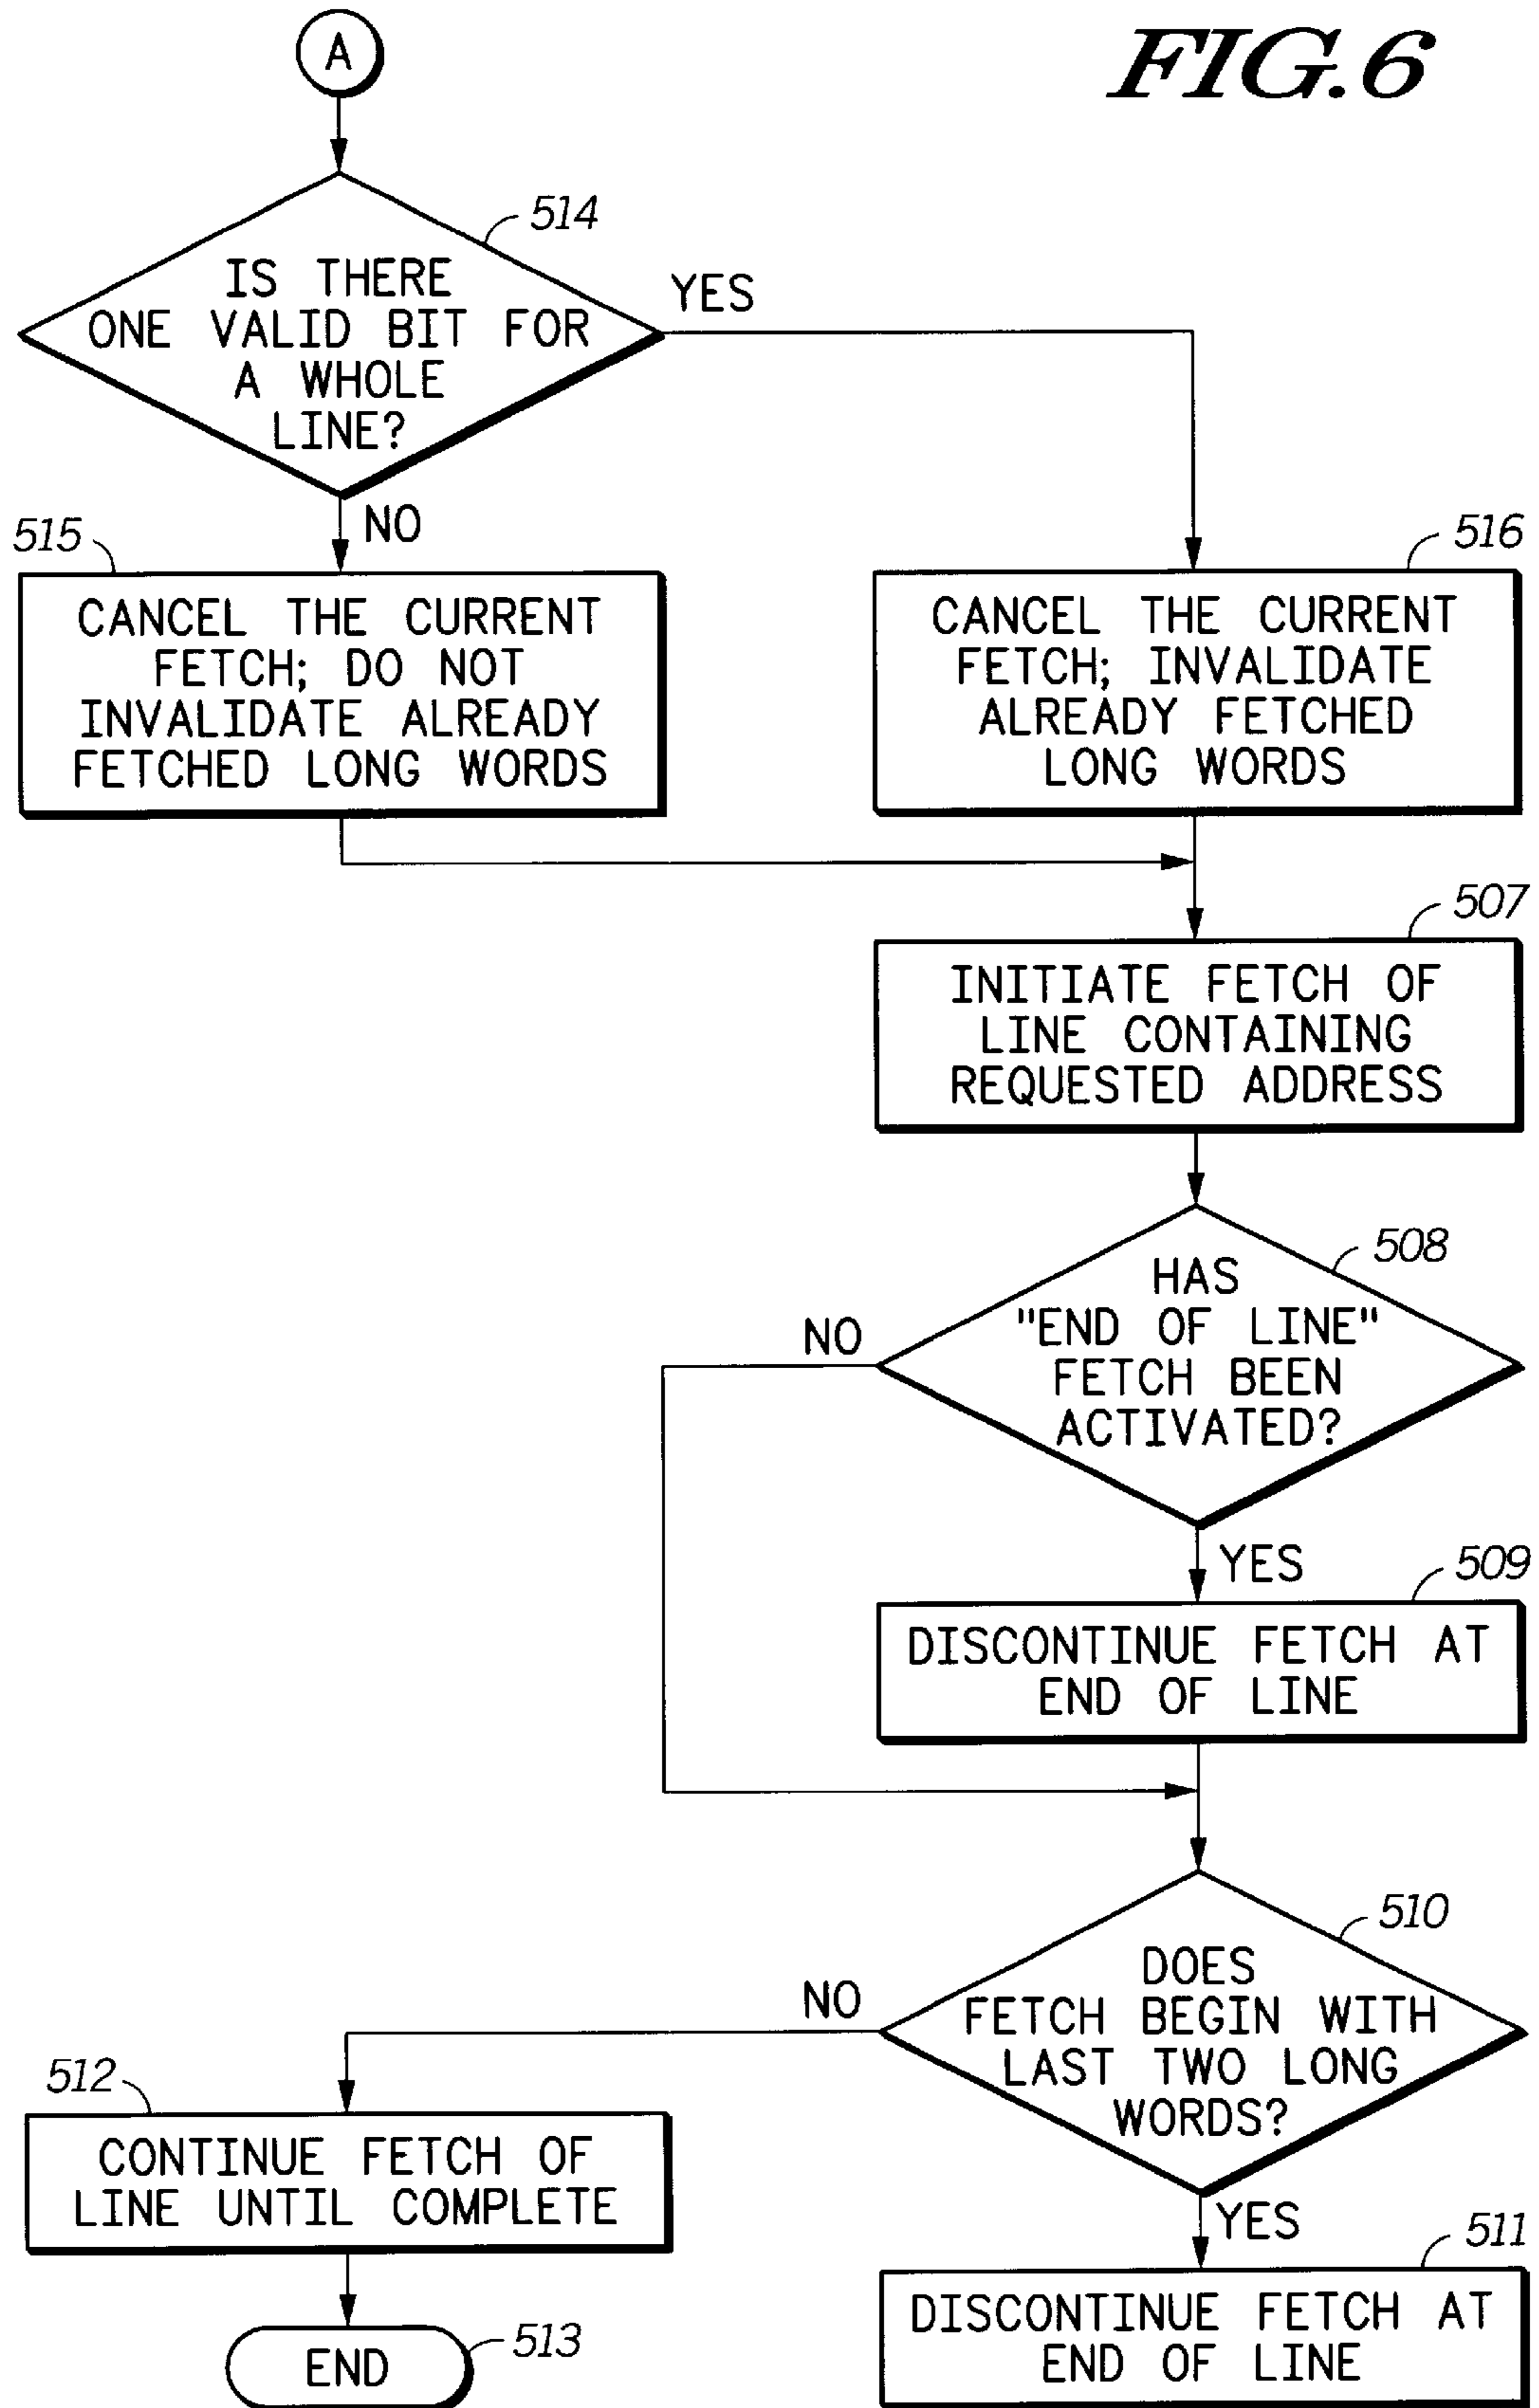 FIG.6
A
514
IS THERE
ONE VALID BIT FOR
A WHOLE
LINE?
YES
NO
515
CANCEL THE CURRENT
FETCH; DO NOT
INVALIDATE ALREADY
FETCHED LONG WORDS
516
CANCEL THE CURRENT
FETCH; INVALIDATE
ALREADY FETCHED
LONG WORDS
507
INITIATE FETCH OF
LINE CONTAINING
REQUESTED ADDRESS
508
HAS
"END OF LINE"
FETCH BEEN
ACTIVATED?
NO
YES
509
DISCONTINUE FETCH AT
END OF LINE
510
DOES
FETCH BEGIN WITH
LAST TWO LONG
WORDS?
NO
YES
512
CONTINUE FETCH OF
LINE UNTIL COMPLETE
511
DISCONTINUE FETCH AT
END OF LINE
END
513